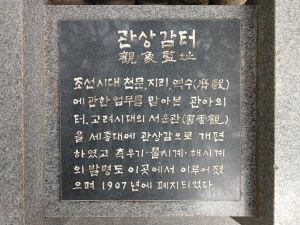 관상감터
觀象監址
조선시대 천문, 지리, 역수(曆數)
에 관한 업무를 맡아본 관아의
터. 고려시대의 서운관(書雲觀)
을 세종대에 관상감으로 개편
하였고 측우기·물시계·해시계
의 발명도 이곳에서 이루어졌
으며 1907년에 폐지되었다